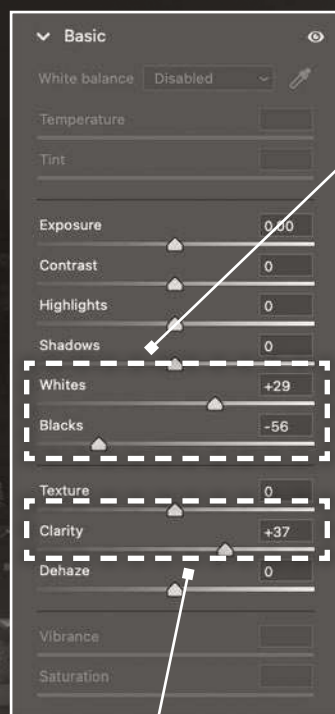 Basic
White balance Disabled
Temperature
Tint
Exposure 0.00
Contrast 0
Highlights 0
Shadows 0
Whites +29
Blacks -56
Texture 0
Clarity +37
Dehaze 0
Vibrance
Saturation